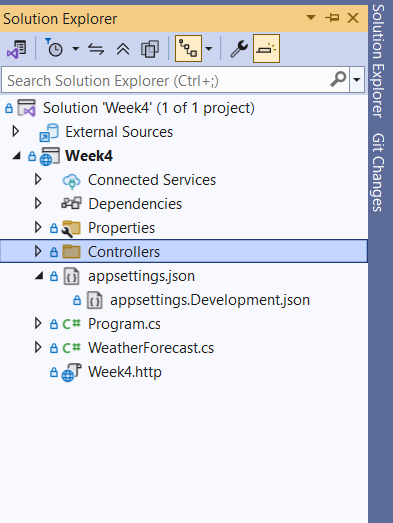 Solution Explorer
Search Solution Explorer (Ctrl+;)
Solution 'Week4' (1 of 1 project)
External Sources
Week4
Connected Services
Dependencies
Properties
Controllers
appsettings.json
appsettings.Development.json
C# Program.cs
C# WeatherForecast.cs
Week4.http
Solution Explorer
Git Changes